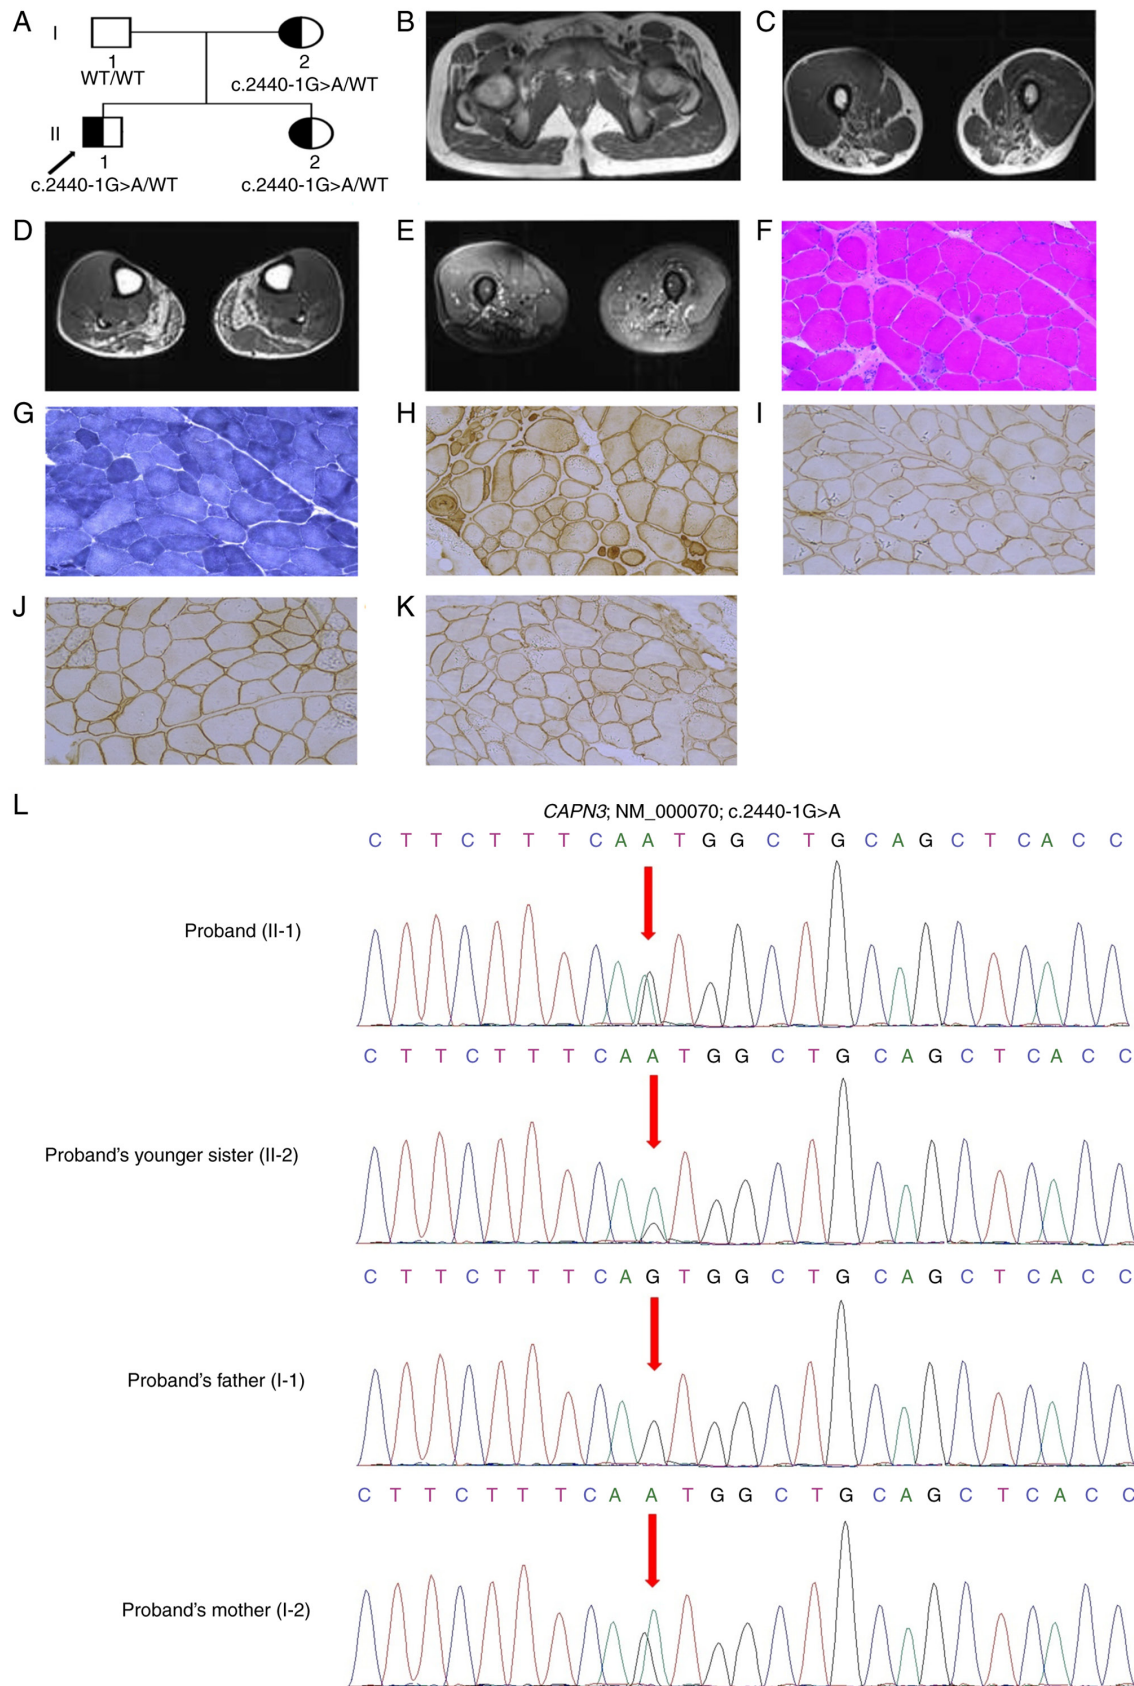 A
I
1
WT/WT
2
c.2440-1G>A/WT
II
1
c.2440-1G>A/WT
2
c.2440-1G>A/WT
B
C
D
E
F
G
H
I
J
K
L
CAPN3; NM_000070; c.2440-1G>A
C T T C T T T C A A T G G C T G C A G C T C A C C
Proband (II-1)
C T T C T T T C A A T G G C T G C A G C T C A C C
Proband's younger sister (II-2)
C T T C T T T C A G T G G C T G C A G C T C A C C
Proband's father (I-1)
C T T C T T T C A A T G G C T G C A G C T C A C C
Proband's mother (I-2)